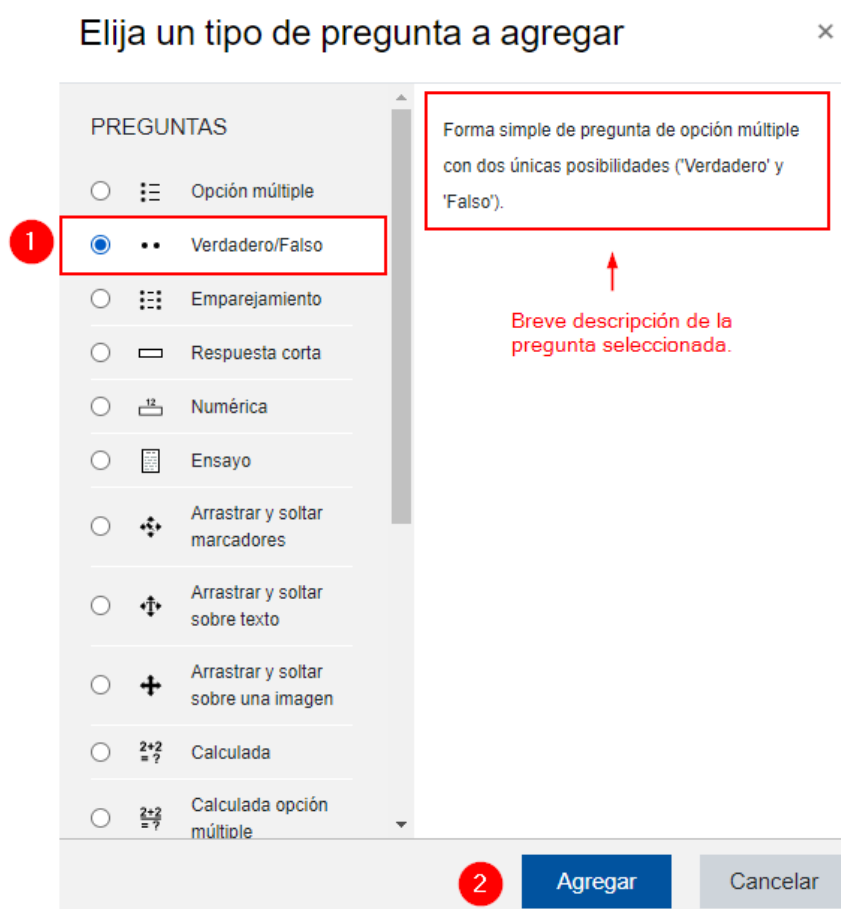 Elija un tipo de pregunta a agregar
×
PREGUNTAS
Opción múltiple
1
Verdadero/Falso
Emparejamiento
Respuesta corta
12
Numérica
Ensayo
Arrastrar y soltar
marcadores
Arrastrar y soltar
sobre texto
Arrastrar y soltar
sobre una imagen
2+2
= ?
Calculada
2+2
= ?
Calculada opción
múltiple
Forma simple de pregunta de opción múltiple
con dos únicas posibilidades ('Verdadero' y
'Falso').
Breve descripción de la
pregunta seleccionada.
2
Agregar
Cancelar